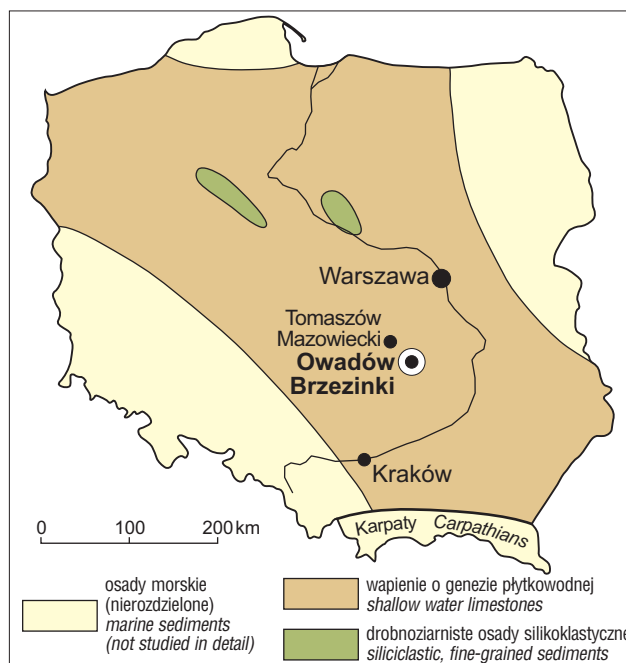 Warszawa
Tomaszów
Mazowiecki
Owadów
Brzezinki
Kraków
0 100 200 km
Karpaty Carpathians
osady morskie
(nierozdzielone)
marine sediments
(not studied in detail)
wapienie o genezie płytkowodnej
shallow water limestones
drobnoziarniste osady silikoklastyczne
siliciclastic, fine-grained sediments